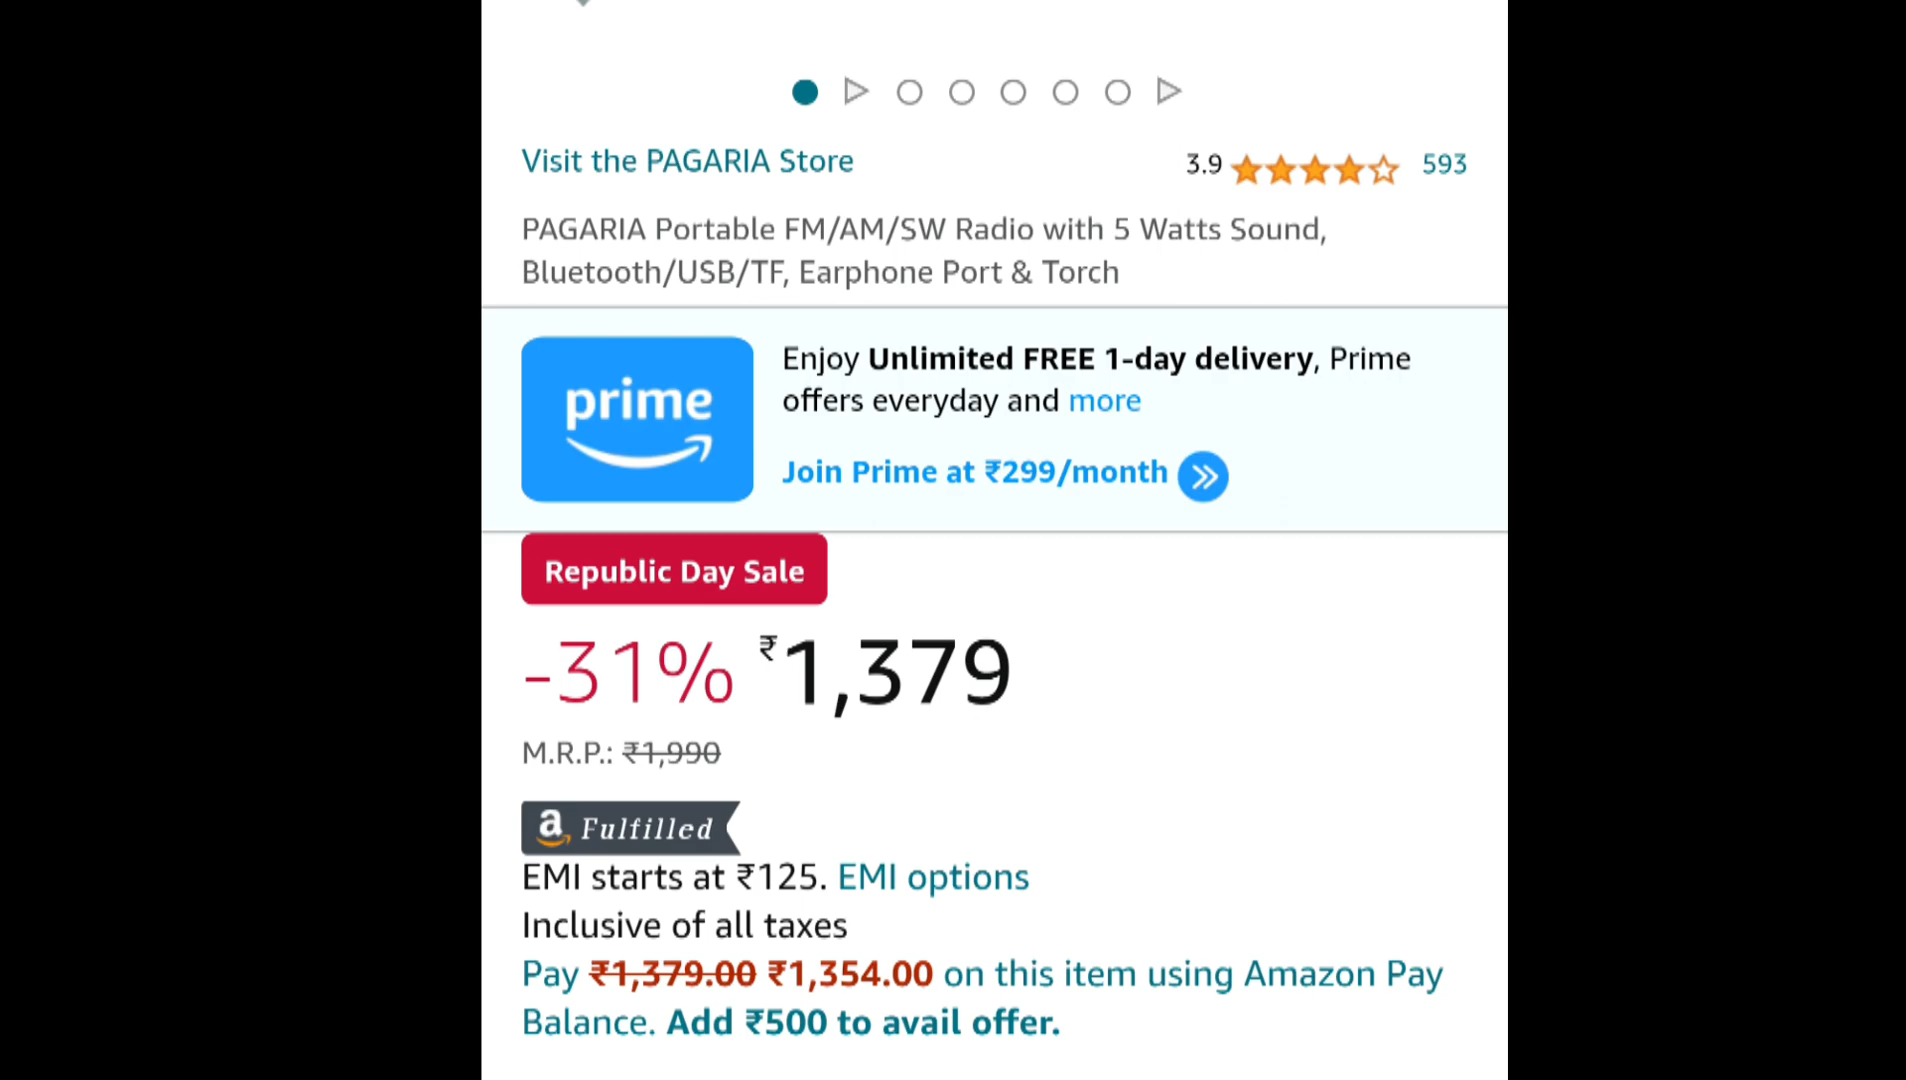 Visit the PAGARIA Store 3.9 593
PAGARIA Portable FM/AM/SW Radio with 5 Watts Sound,
Bluetooth/USB/TF, Earphone Port & Torch
prime
Enjoy Unlimited FREE 1-day delivery, Prime
offers everyday and more
Join Prime at ₹299/month
Republic Day Sale
-31% ₹1,379
M.R.P.: ₹1,990
a Fulfilled
EMI starts at ₹125. EMI options
Inclusive of all taxes
Pay ₹1,379.00 ₹1,354.00 on this item using Amazon Pay
Balance. Add ₹500 to avail offer.